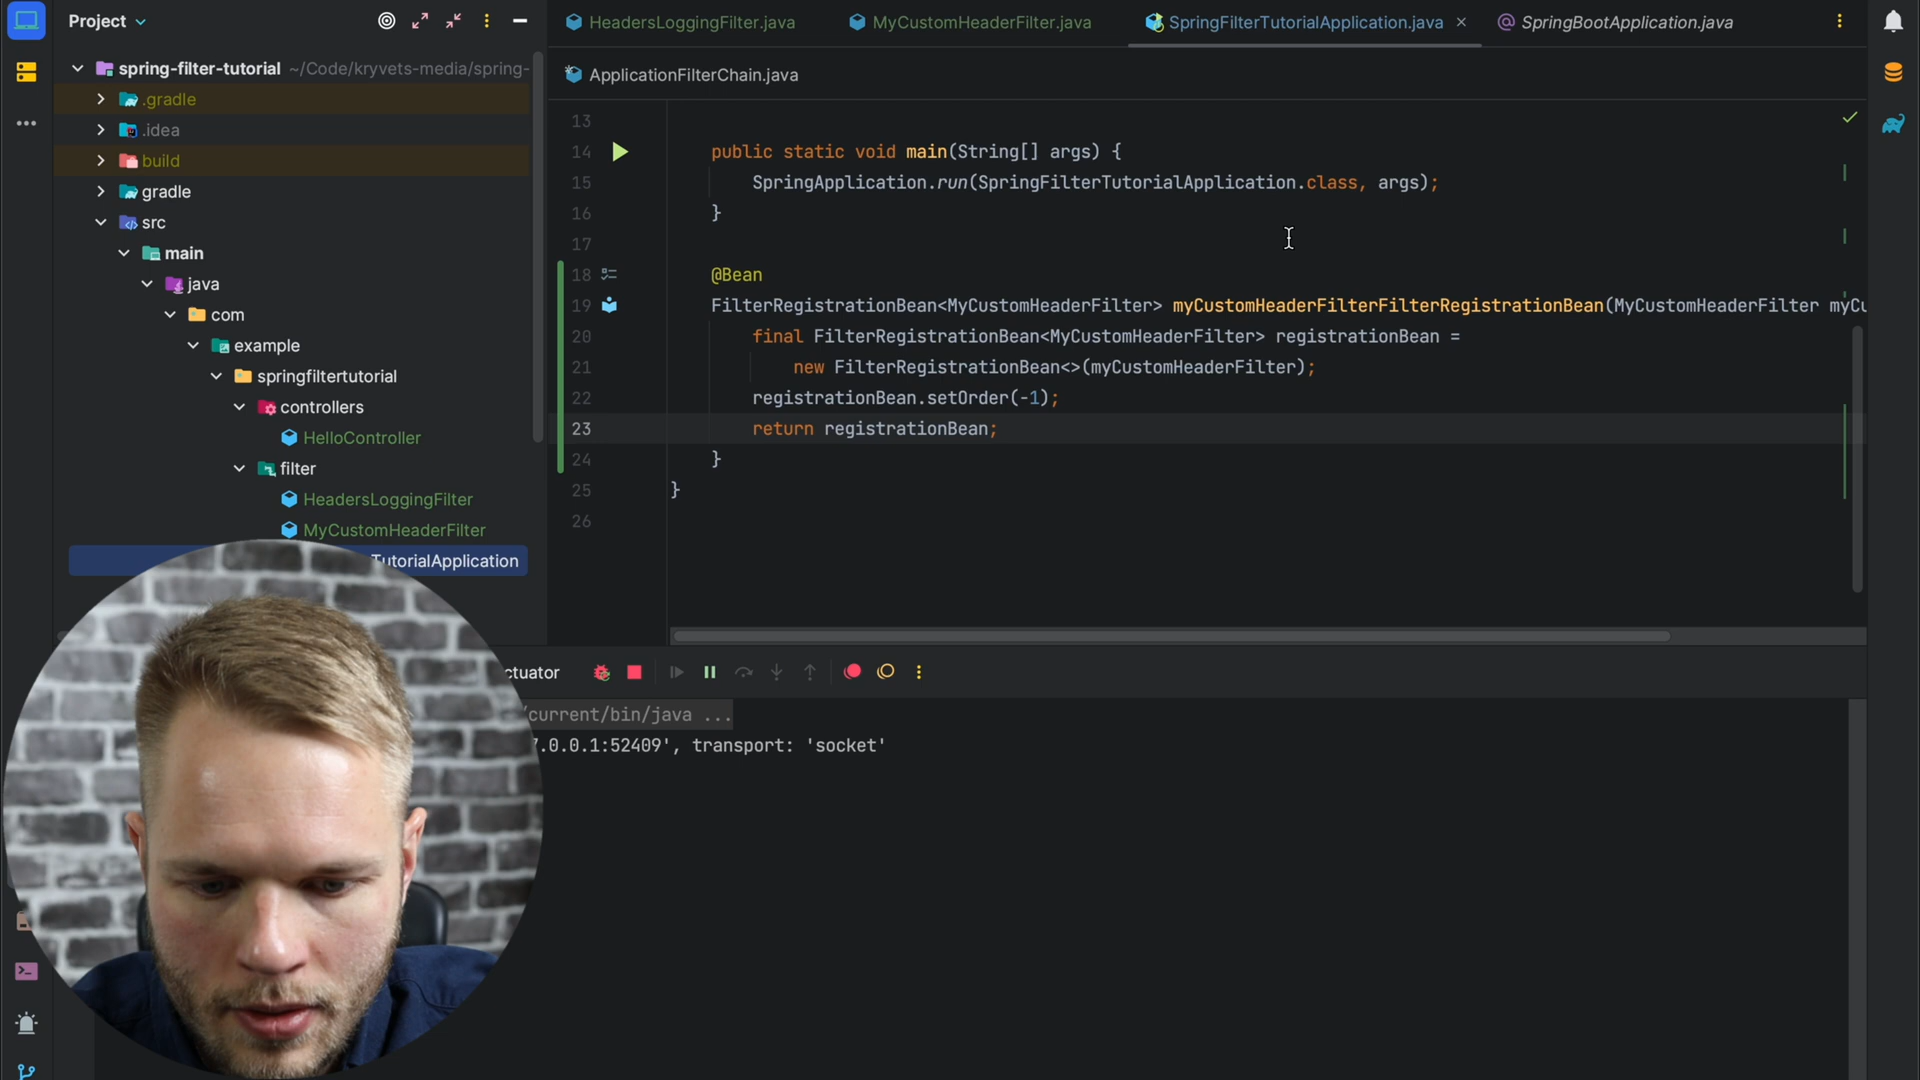 Project
HeadersLoggingFilter.java
MyCustomHeaderFilter.java
SpringFilterTutorialApplication.java
SpringBootApplication.java
spring-filter-tutorial ~/Code/kryvets-media/spring-
ApplicationFilterChain.java
.gradle
.idea
build
gradle
src
main
java
com
example
springfiltertutorial
controllers
HelloController
filter
HeadersLoggingFilter
MyCustomHeaderFilter
TutorialApplication
13
14 public static void main(String[] args) {
15 SpringApplication.run(SpringFilterTutorialApplication.class, args);
16 }
17
18 @Bean
19 FilterRegistrationBean<MyCustomHeaderFilter> myCustomHeaderFilterFilterRegistrationBean(MyCustomHeaderFilter myCu
20 final FilterRegistrationBean<MyCustomHeaderFilter> registrationBean =
21 new FilterRegistrationBean<>(myCustomHeaderFilter);
22 registrationBean.setOrder(-1);
23 return registrationBean;
24 }
25 }
26
ctuator
/current/bin/java ...
7.0.0.1:52409', transport: 'socket'